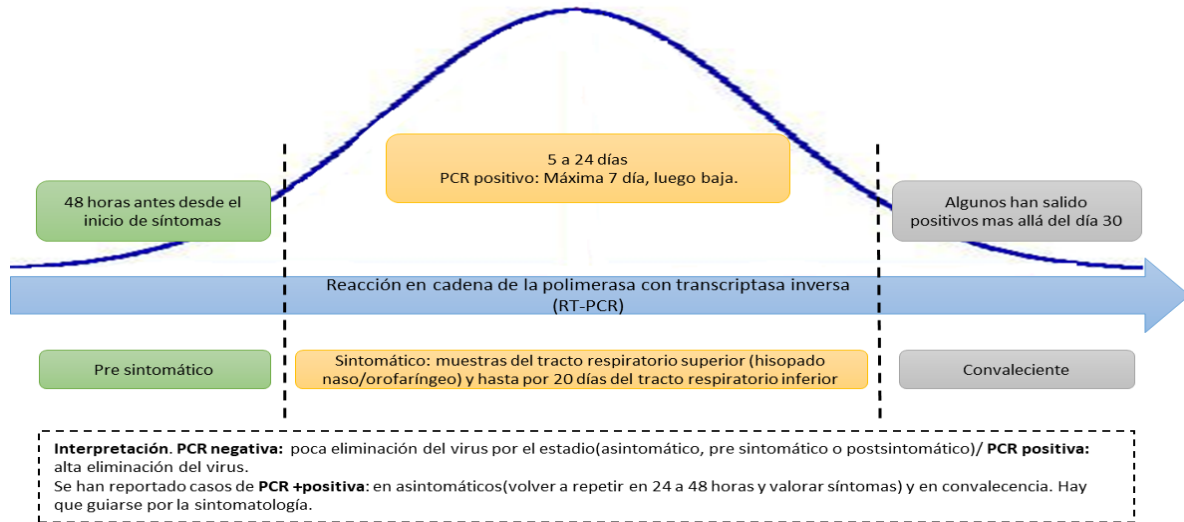 5 a 24 días
PCR positivo: Máxima 7 día, luego baja.
48 horas antes desde el
inicio de síntomas
Algunos han salido
positivos mas allá del día 30
Reacción en cadena de la polimerasa con transcriptasa inversa
(RT-PCR)
Pre sintomático
Sintomático: muestras del tracto respiratorio superior (hisopado
naso/orofaríngeo) y hasta por 20 días del tracto respiratorio inferior
Convaleciente
Interpretación. PCR negativa: poca eliminación del virus por el estadio(asintomático, pre sintomático o postsintomático)/ PCR positiva:
alta eliminación del virus.
Se han reportado casos de PCR +positiva: en asintomáticos(volver a repetir en 24 a 48 horas y valorar síntomas) y en convalecencia. Hay
que guiarse por la sintomatología.